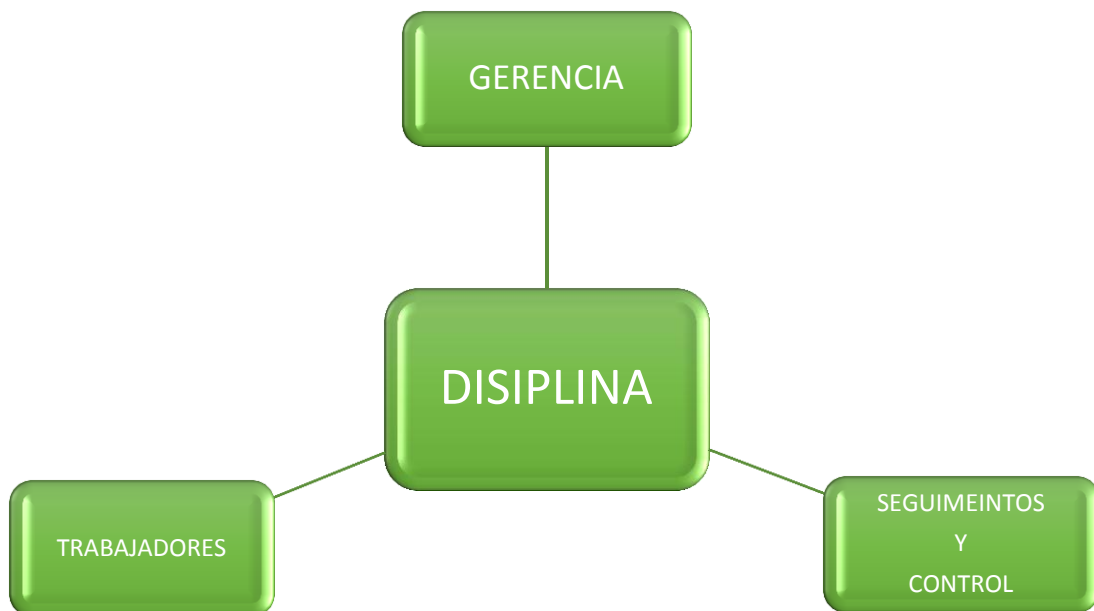 GERENCIA
DISIPLINA
TRABAJADORES
SEGUIMEINTOS
Y
CONTROL